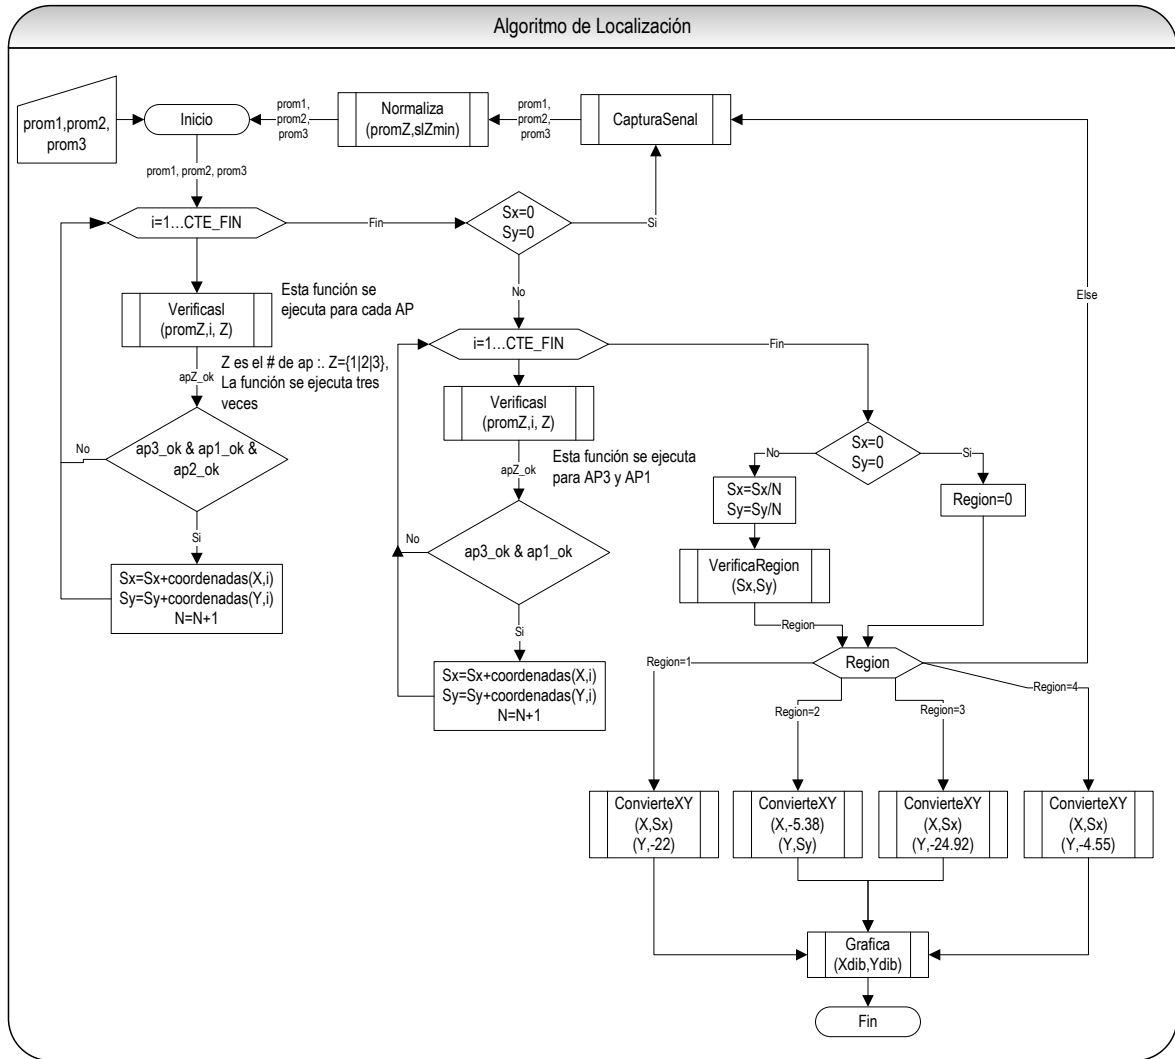 Algoritmo de Localización
prom1,prom2,
prom3
Inicio
prom1,
prom2,
prom3
Normaliza
(promZ,slZmin)
prom1,
prom2,
prom3
CapturaSenal
prom1, prom2, prom3
i=1...CTE_FIN
Fin
Sx=0
Sy=0
Si
No
Else
Verificasl
(promZ,i, Z)
Esta función se
ejecuta para cada AP
apZ_ok
Z es el # de ap :. Z={1|2|3},
La función se ejecuta tres
veces
ap3_ok & ap1_ok &
ap2_ok
No
Si
Sx=Sx+coordenadas(X,i)
Sy=Sy+coordenadas(Y,i)
N=N+1
i=1...CTE_FIN
Fin
Verificasl
(promZ,i, Z)
apZ_ok
Esta función se ejecuta
para AP3 y AP1
ap3_ok & ap1_ok
No
Si
Sx=Sx+coordenadas(X,i)
Sy=Sy+coordenadas(Y,i)
N=N+1
Sx=0
Sy=0
No
Si
Sx=Sx/N
Sy=Sy/N
Region=0
VerificaRegion
(Sx,Sy)
Region
Region
Region=1
Region=2
Region=3
Region=4
ConvierteXY
(X,Sx)
(Y,-22)
ConvierteXY
(X,-5.38)
(Y,Sy)
ConvierteXY
(X,Sx)
(Y,-24.92)
ConvierteXY
(X,Sx)
(Y,-4.55)
Grafica
(Xdib,Ydib)
Fin